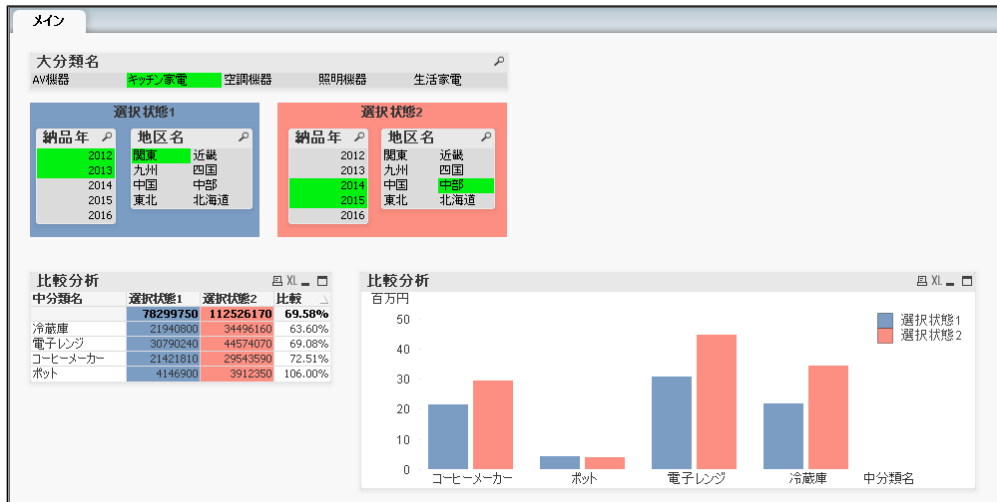 メイン
大分類名
AV機器 キッチン家電 空調機器 照明機器 生活家電
選択状態1
納品年 地区名
2012 関東 近畿
2013 九州 四国
2014 中国 中部
2015 東北 北海道
2016
選択状態2
納品年 地区名
2012 関東 近畿
2013 九州 四国
2014 中国 中部
2015 東北 北海道
2016
比較分析 XL
中分類名 選択状態1 選択状態2 比較
78299750 112526170 69.58%
冷蔵庫 21940800 34496160 63.60%
電子レンジ 30790240 44574070 69.08%
コーヒーメーカー 21421810 29543590 72.51%
ポット 4146900 3912350 106.00%
比較分析 XL
百万円
50
40
30
20
10
0
選択状態1
選択状態2
コーヒーメーカー ポット 電子レンジ 冷蔵庫 中分類名